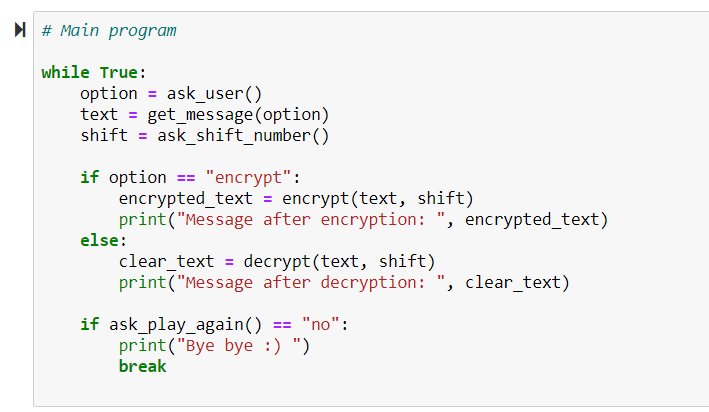 # Main program
while True:
    option = ask_user()
    text = get_message(option)
    shift = ask_shift_number()
    if option == "encrypt":
        encrypted_text = encrypt(text, shift)
        print("Message after encryption: ", encrypted_text)
    else:
        clear_text = decrypt(text, shift)
        print("Message after decryption: ", clear_text)
    if ask_play_again() == "no":
        print("Bye bye :) ")
        break